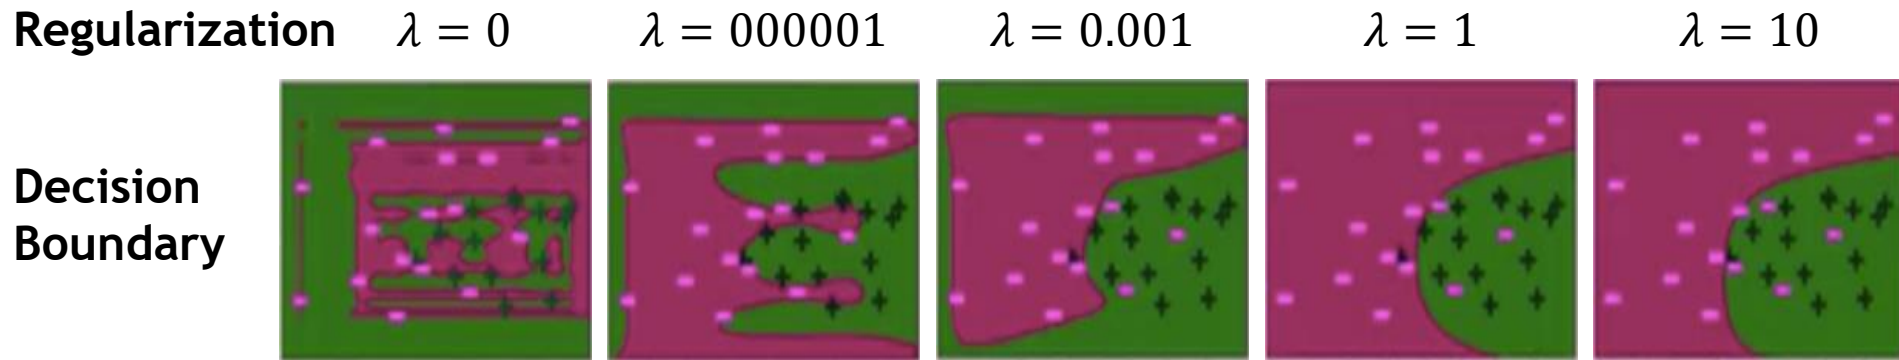 Regularization λ = 0 λ = 000001 λ = 0.001 λ = 1 λ = 10
Decision
Boundary